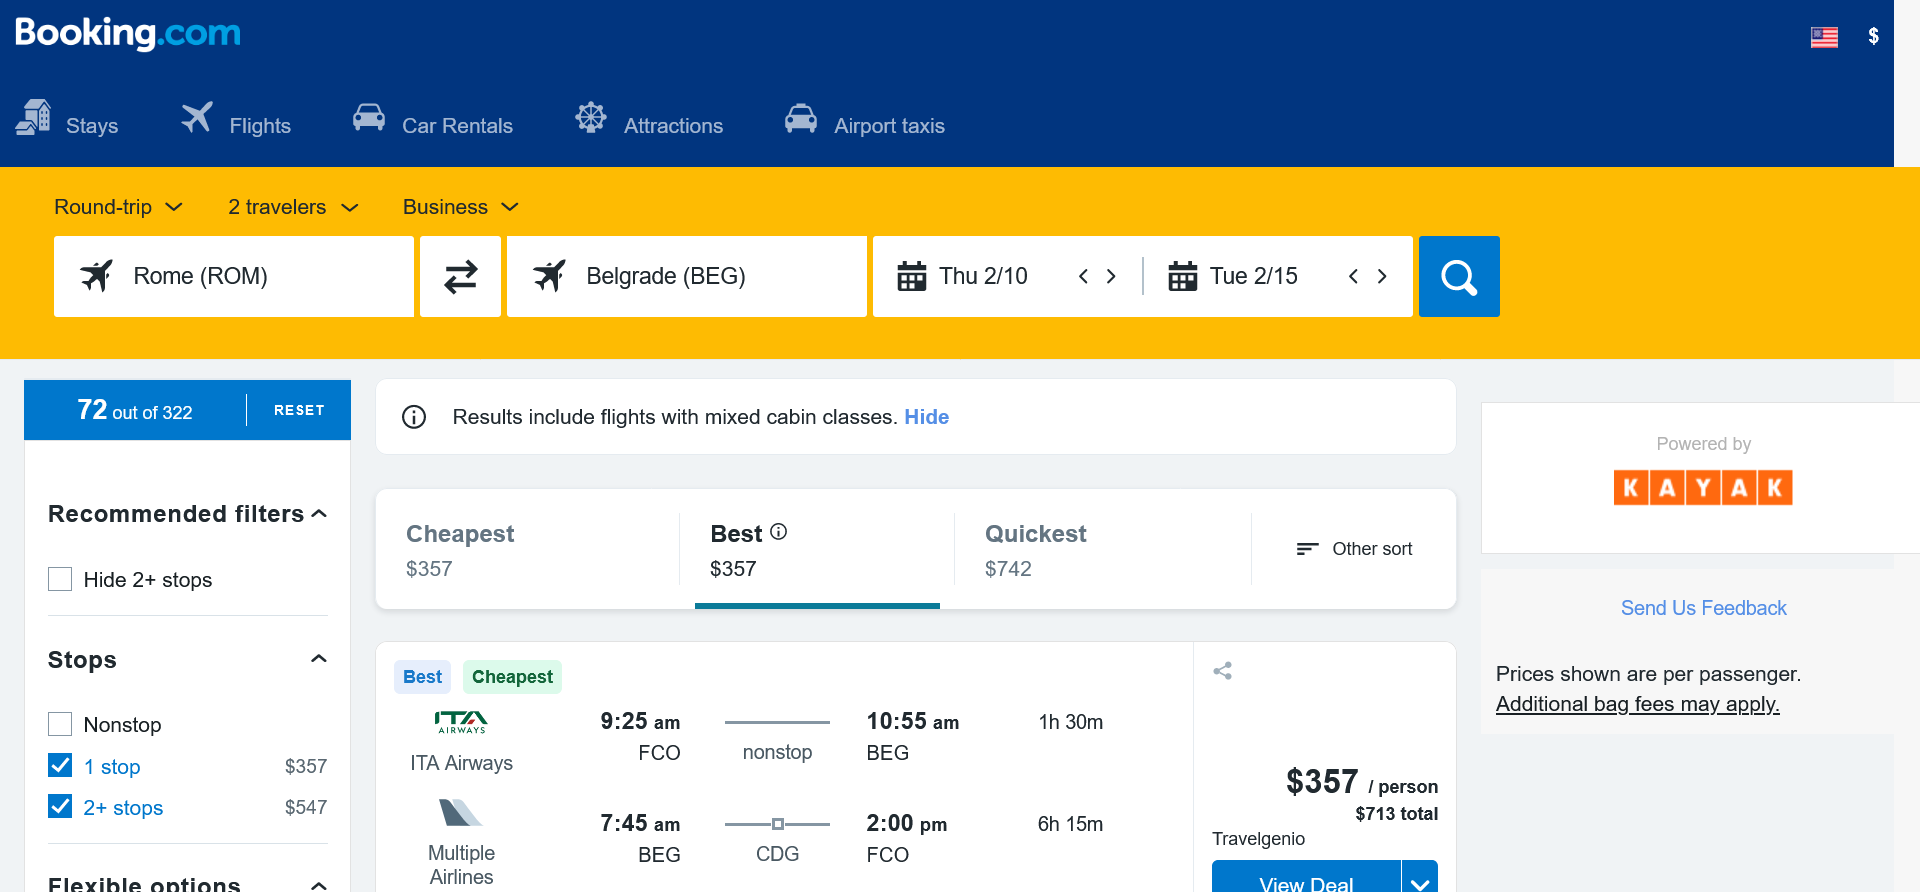 Booking.com
$
Stays
Flights
Car Rentals
Attractions
Airport taxis
Round-trip
2 travelers
Business
Rome (ROM)
Belgrade (BEG)
Thu 2/10
Tue 2/15
72 out of 322
RESET
Recommended filters
Hide 2+ stops
Stops
Nonstop
1 stop $357
2+ stops $547
Flexible options
Results include flights with mixed cabin classes. Hide
Cheapest
$357
Best
$357
Quickest
$742
Other sort
Best
Cheapest
ITA AIRWAYS
ITA Airways
9:25 am
FCO
nonstop
10:55 am
BEG
1h 30m
Multiple
Airlines
7:45 am
BEG
CDG
2:00 pm
FCO
6h 15m
$357 / person
$713 total
Travelgenio
View Deal
Powered by
KAYAK
Send Us Feedback
Prices shown are per passenger.
Additional bag fees may apply.